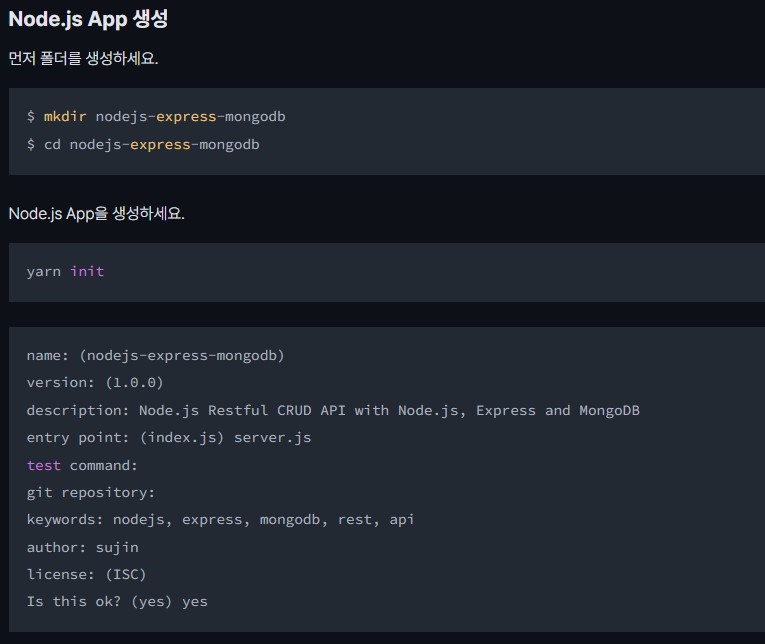 Node.js App 생성
먼저 폴더를 생성하세요.
$ mkdir nodejs-express-mongodb
$ cd nodejs-express-mongodb
Node.js App을 생성하세요.
yarn init
name: (nodejs-express-mongodb)
version: (1.0.0)
description: Node.js Restful CRUD API with Node.js, Express and MongoDB
entry point: (index.js) server.js
test command:
git repository:
keywords: nodejs, express, mongodb, rest, api
author: sujin
license: (ISC)
Is this ok? (yes) yes